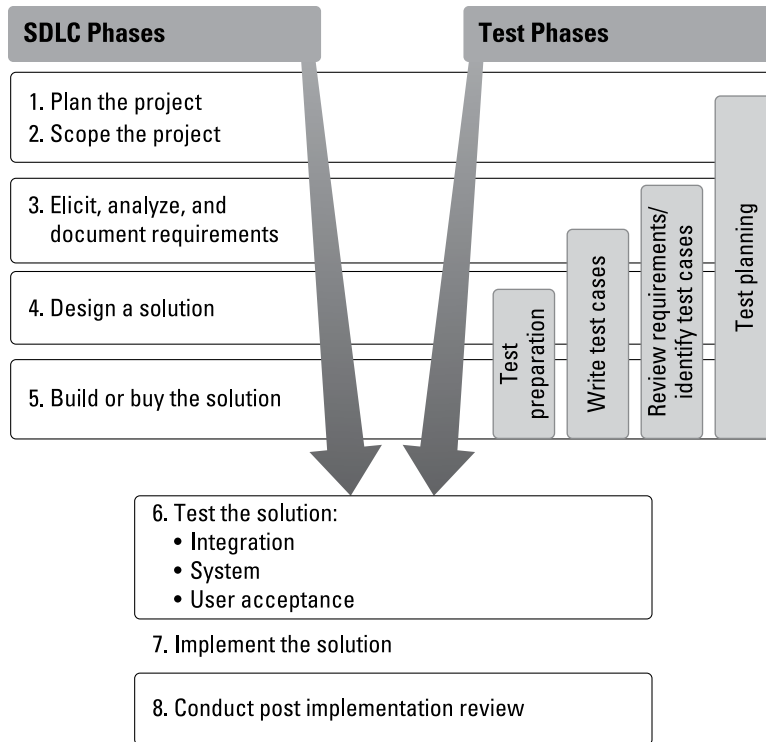 SDLC Phases
Test Phases
1. Plan the project
2. Scope the project
3. Elicit, analyze, and
document requirements
4. Design a solution
5. Build or buy the solution
Test
preparation
Write test cases
Review requirements/
identify test cases
Test planning
6. Test the solution:
• Integration
• System
• User acceptance
7. Implement the solution
8. Conduct post implementation review